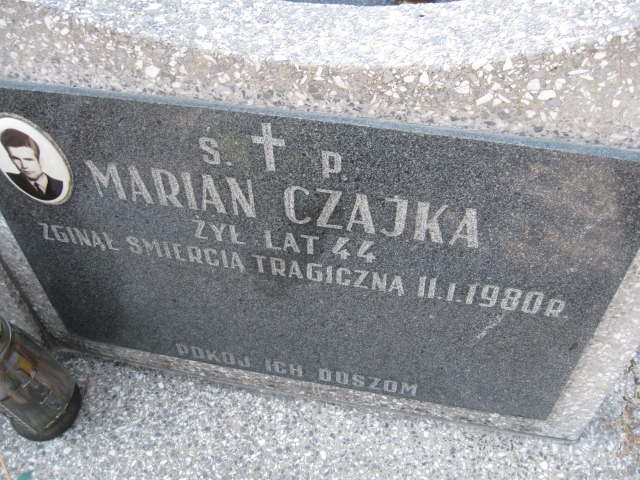 Ś. P.
MARIAN CZAJKA
ŻYŁ LAT 44
ZGINĄŁ ŚMIERCIĄ TRAGICZNĄ 11.I.1980R.
POKÓJ ICH DUSZOM